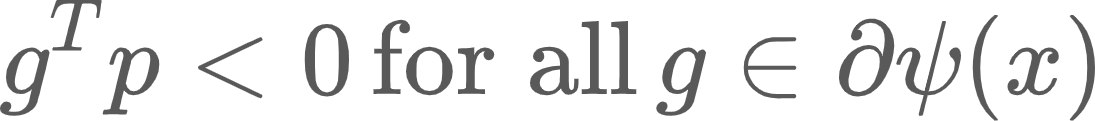 g^T p < 0 for all g ∈ ∂ψ(x)